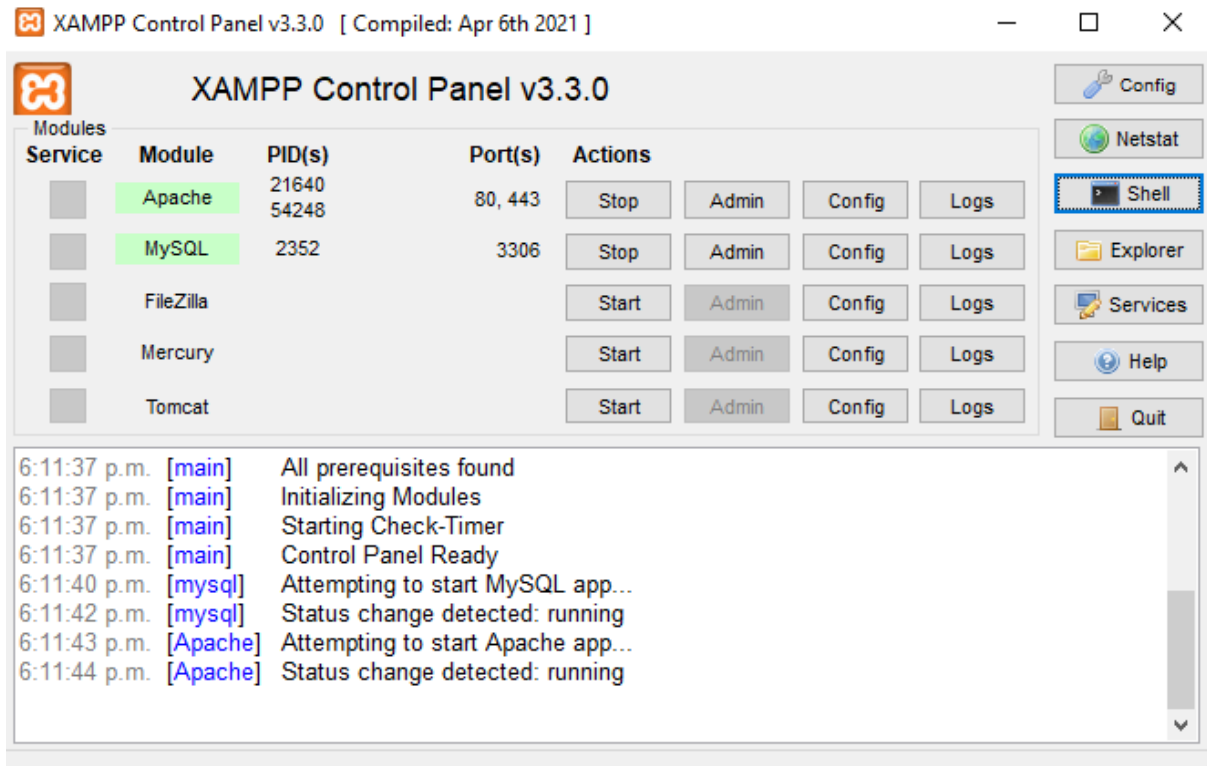 XAMPP Control Panel v3.3.0 [ Compiled: Apr 6th 2021 ]
XAMPP Control Panel v3.3.0
Config
Modules
Netstat
Service Module PID(s) Port(s) Actions
Apache 21640 54248 80, 443 Stop Admin Config Logs
Shell
MySQL 2352 3306 Stop Admin Config Logs
Explorer
FileZilla Start Admin Config Logs
Services
Mercury Start Admin Config Logs
Help
Tomcat Start Admin Config Logs
Quit
6:11:37 p.m. [main] All prerequisites found
6:11:37 p.m. [main] Initializing Modules
6:11:37 p.m. [main] Starting Check-Timer
6:11:37 p.m. [main] Control Panel Ready
6:11:40 p.m. [mysql] Attempting to start MySQL app...
6:11:42 p.m. [mysql] Status change detected: running
6:11:43 p.m. [Apache] Attempting to start Apache app...
6:11:44 p.m. [Apache] Status change detected: running